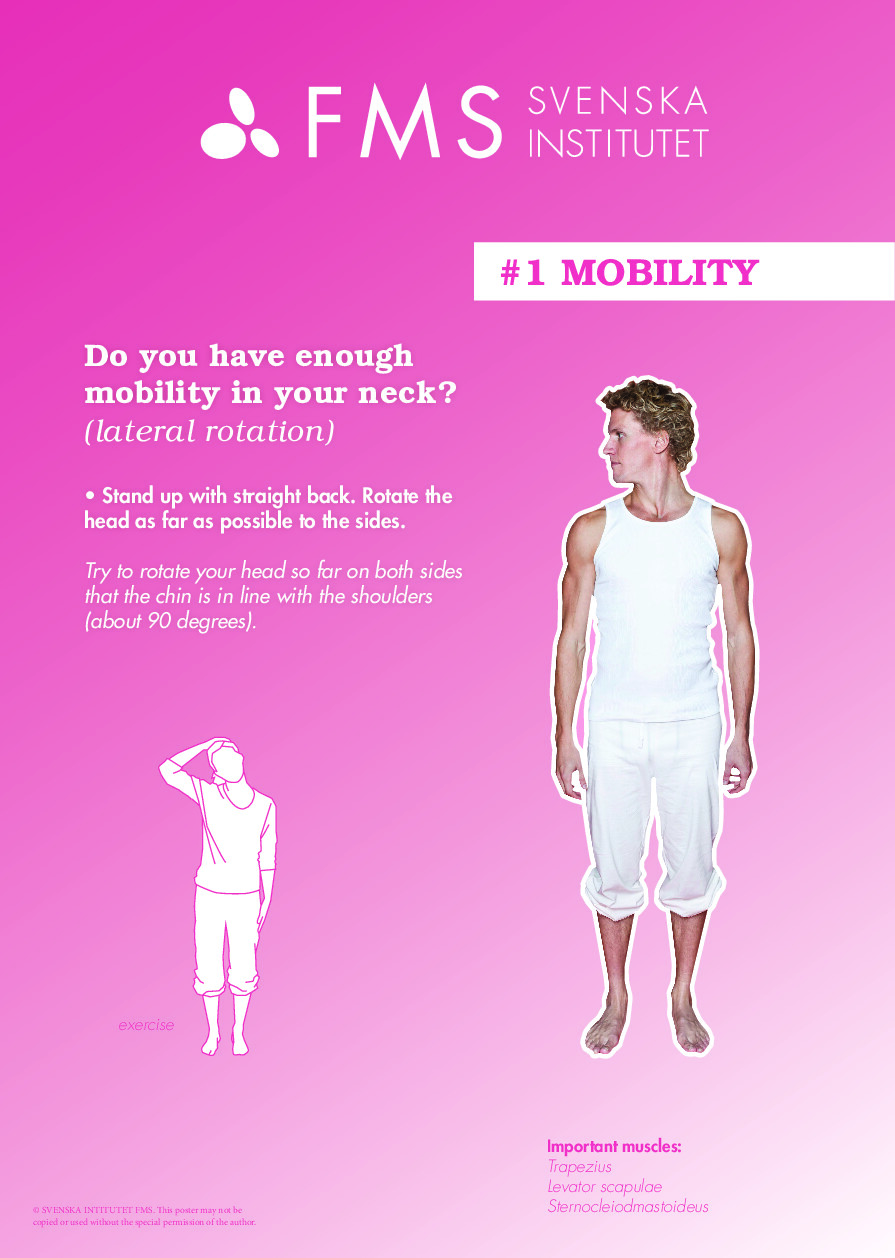 FMS SVENSKA
INSTITUTET
#1 MOBILITY
Do you have enough
mobility in your neck?
(lateral rotation)
• Stand up with straight back. Rotate the
head as far as possible to the sides.
Try to rotate your head so far on both sides
that the chin is in line with the shoulders
(about 90 degrees).
exercise
Important muscles:
Trapezius
Levator scapulae
Sternocleiodmastoideus
© SVENSKA INTITUTET FMS. This poster may not be
copied or used without the special permission of the author.